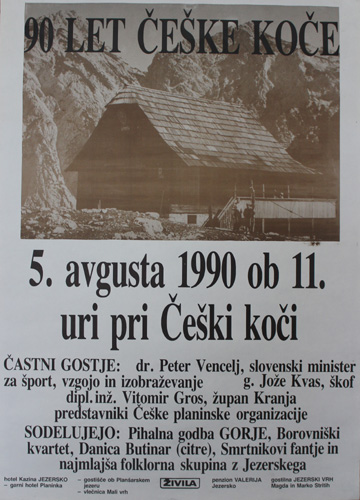 90 LET ČEŠKE KOČE
5. avgusta 1990 ob 11.
uri pri Češki koči
ČASTNI GOSTJE: dr. Peter Vencelj, slovenski minister
za šport, vzgojo in izobraževanje g. Jože Kvas, škof
dipl.inž. Vitomir Gros, župan Kranja
predstavniki Češke planinske organizacije
SODELUJEJO: Pihalna godba GORJE, Borovniški
kvartet, Danica Butinar (citre), Smrtnikovi fantje in
najmlajša folklorna skupina z Jezerskega
hotel Kazina JEZERSKO
– gorni hotel Planinka
– gostišče ob Planšarskem
jezeru
– vlečnica Mali vrh
ŽIVILA
penzion VALERIJA
Jezersko
gostilna JEZERSKI VRH
Magda in Marko Štrlih